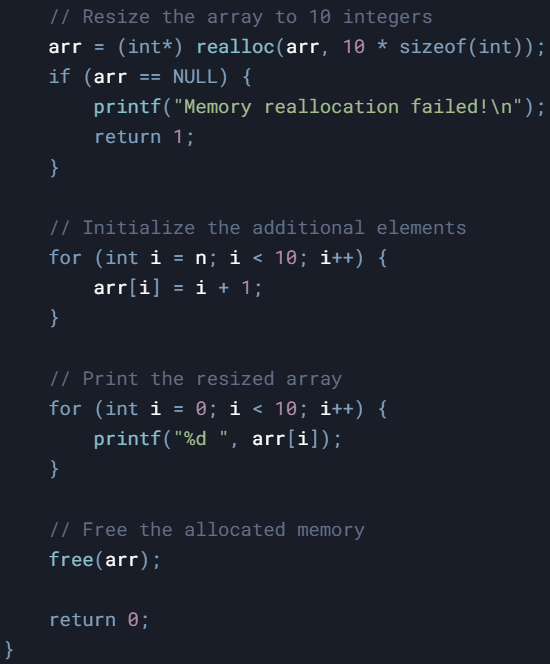 // Resize the array to 10 integers
    arr = (int*) realloc(arr, 10 * sizeof(int));
    if (arr == NULL) {
        printf("Memory reallocation failed!\n");
        return 1;
    }

    // Initialize the additional elements
    for (int i = n; i < 10; i++) {
        arr[i] = i + 1;
    }

    // Print the resized array
    for (int i = 0; i < 10; i++) {
        printf("%d ", arr[i]);
    }

    // Free the allocated memory
    free(arr);

    return 0;
}